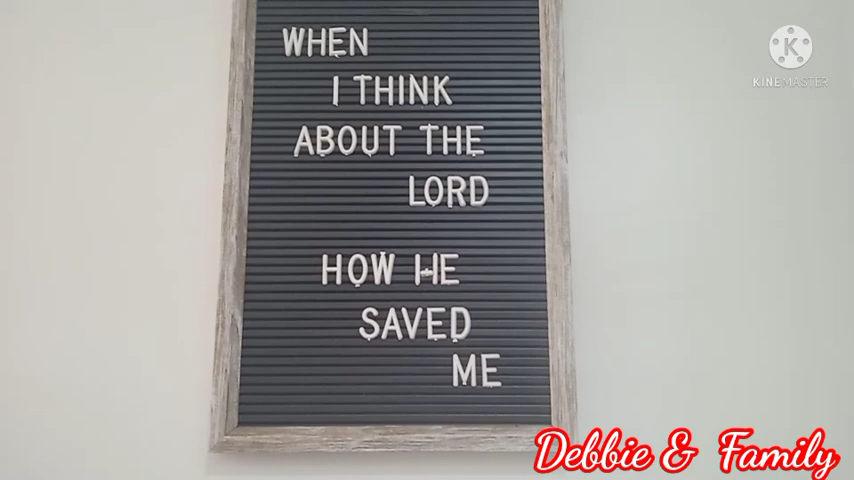 WHEN
I THINK
ABOUT THE
LORD
HOW HE
SAVED
ME
K
KINEMASTER
Debbie & Family